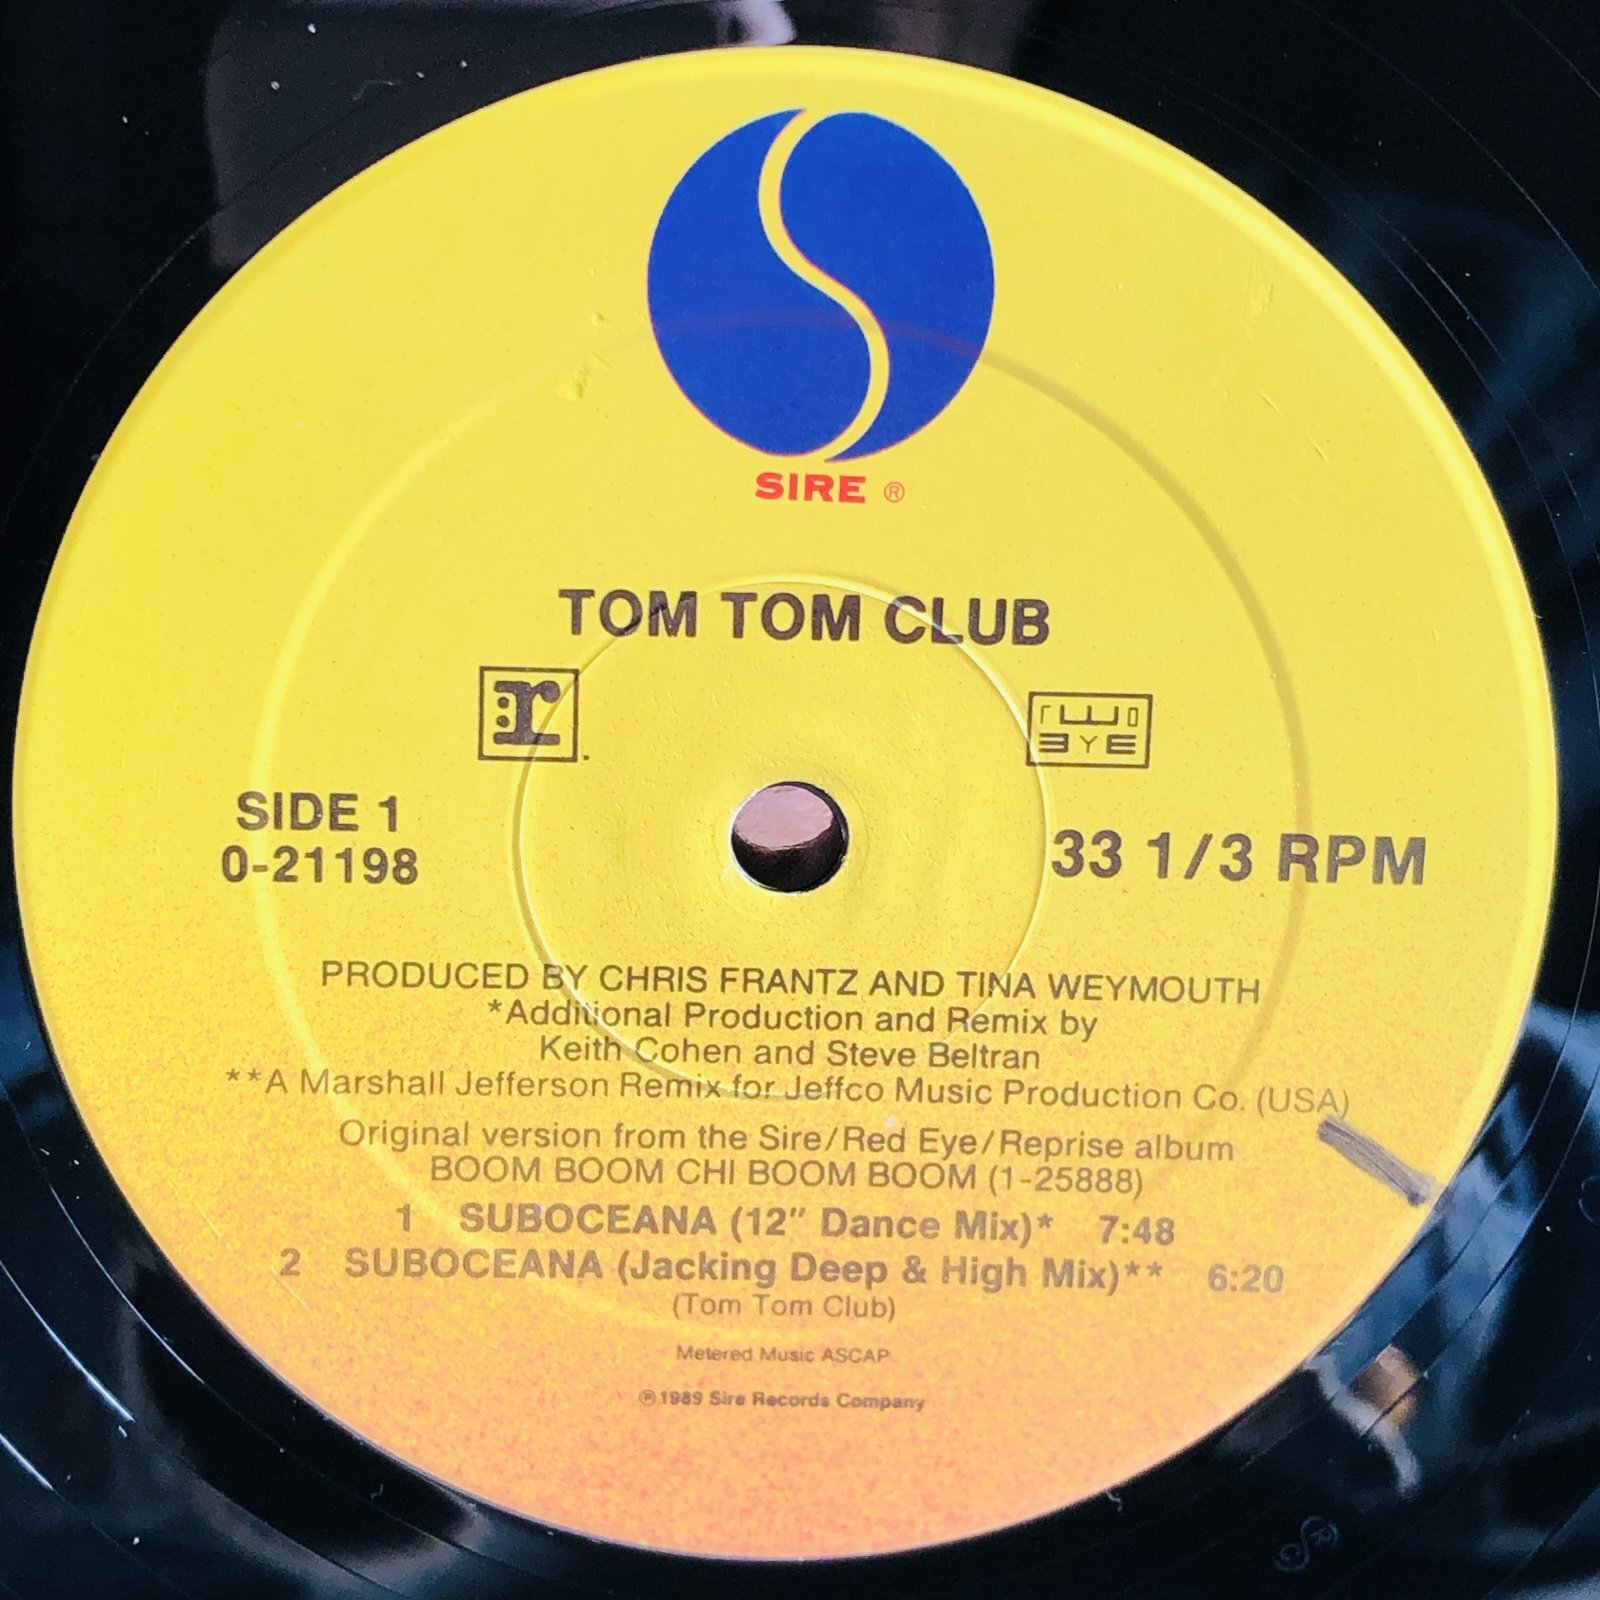 SIRE ®
TOM TOM CLUB
r
SIDE 1
0-21198
33 1/3 RPM
PRODUCED BY CHRIS FRANTZ AND TINA WEYMOUTH
*Additional Production and Remix by
Keith Cohen and Steve Beltran
**A Marshall Jefferson Remix for Jeffco Music Production Co. (USA)
Original version from the Sire/Red Eye/Reprise album
BOOM BOOM CHI BOOM BOOM (1-25888)
1 SUBOCEANA (12" Dance Mix)* 7:48
2 SUBOCEANA (Jacking Deep & High Mix)** 6:20
(Tom Tom Club)
Metered Music ASCAP
℗1989 Sire Records Company